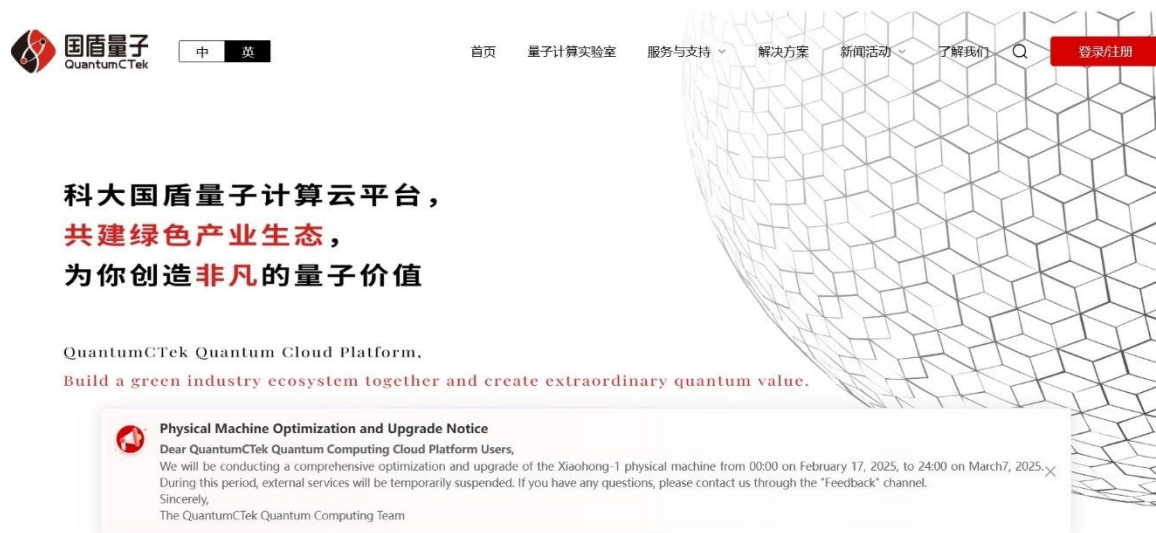 国盾量子
QuantumCTek
中 英
首页 量子计算实验室 服务与支持 解决方案 新闻活动 了解我们 登录/注册
科大国盾量子计算云平台，
共建绿色产业生态，
为你创造非凡的量子价值
QuantumCTek Quantum Cloud Platform,
Build a green industry ecosystem together and create extraordinary quantum value.
Physical Machine Optimization and Upgrade Notice
Dear QuantumCTek Quantum Computing Cloud Platform Users,
We will be conducting a comprehensive optimization and upgrade of the Xiaohong-1 physical machine from 00:00 on February 17, 2025, to 24:00 on March7, 2025.
During this period, external services will be temporarily suspended. If you have any questions, please contact us through the "Feedback" channel.
Sincerely,
The QuantumCTek Quantum Computing Team